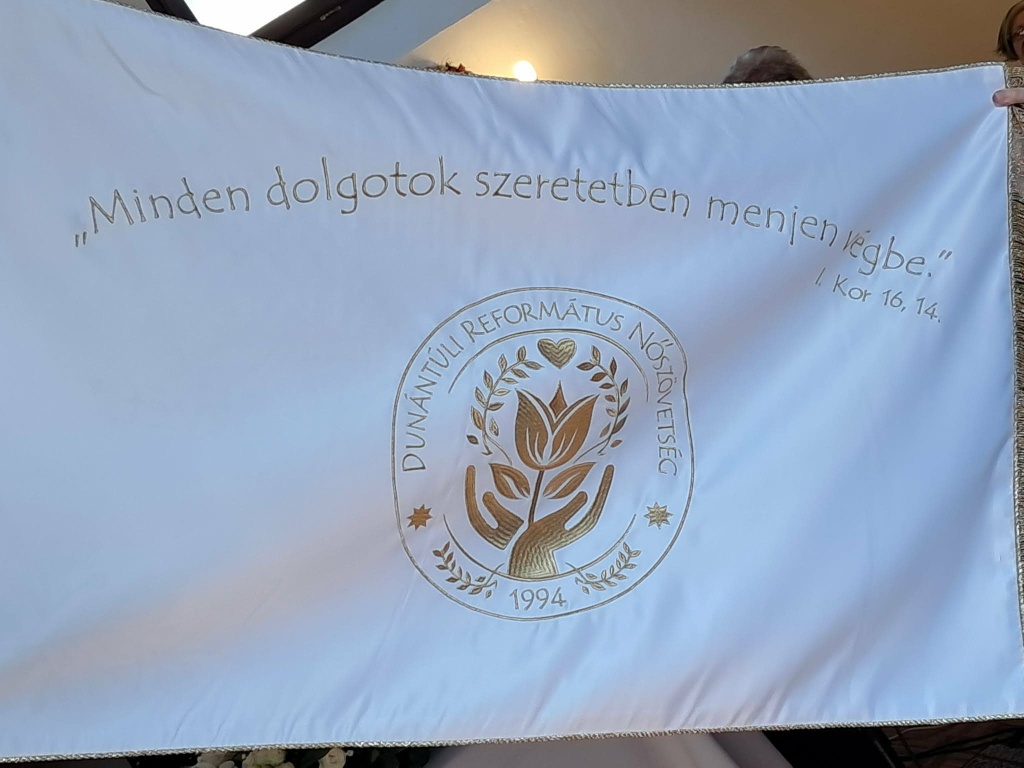 „Minden dolgotok szeretetben menjen végbe.”
I. Kor 16, 14.
DUNÁNTÚLI REFORMÁTUS NŐSZÖVETSÉG
1994